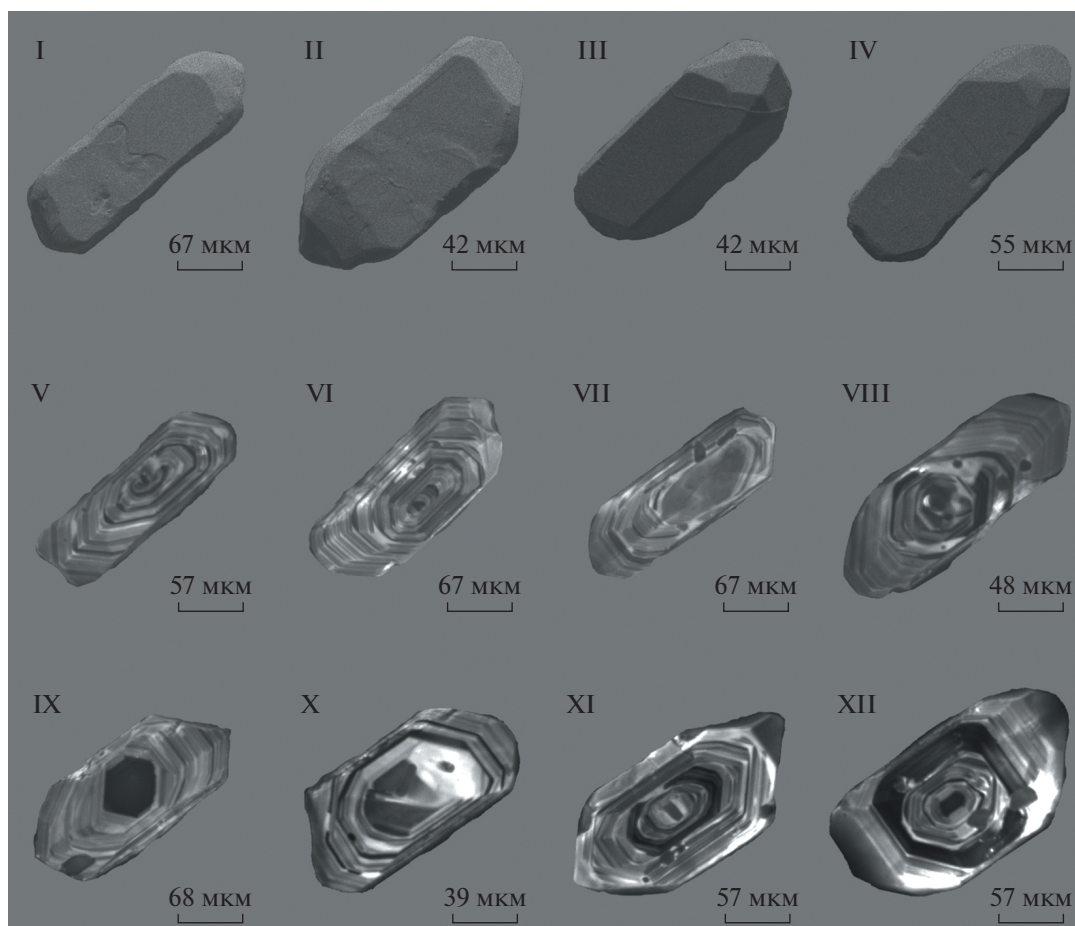 I II III IV
67 мкм 42 мкм 42 мкм 55 мкм
V VI VII VIII
57 мкм 67 мкм 67 мкм 48 мкм
IX X XI XII
68 мкм 39 мкм 57 мкм 57 мкм